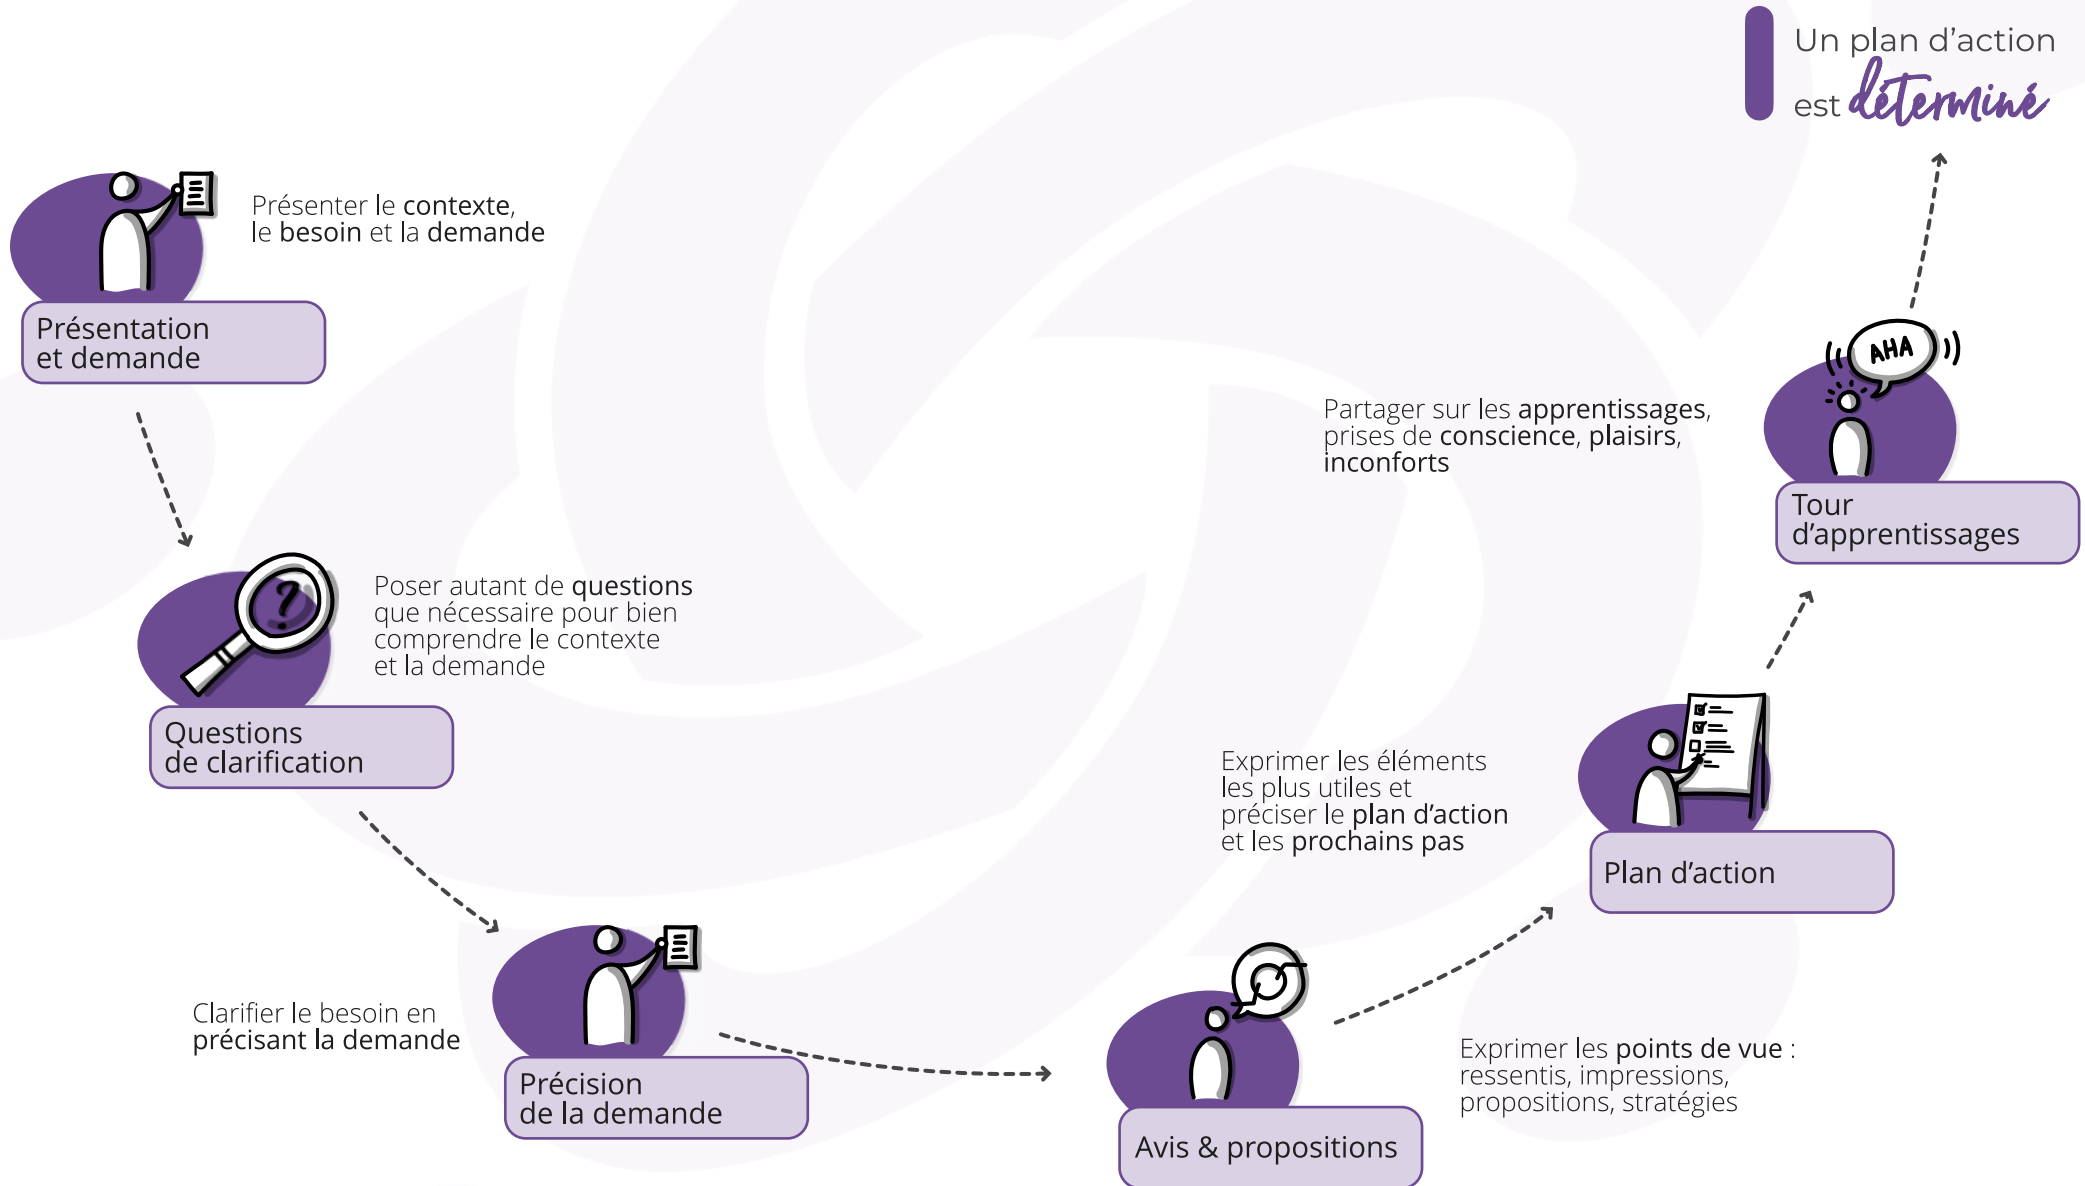 Un plan d’action
est déterminé
Présenter le contexte,
le besoin et la demande
Présentation
et demande
Poser autant de questions
que nécessaire pour bien
comprendre le contexte
et la demande
?
Questions
de clarification
Clarifier le besoin en
précisant la demande
Précision
de la demande
Exprimer les points de vue :
ressentis, impressions,
propositions, stratégies
Avis & propositions
Exprimer les éléments
les plus utiles et
préciser le plan d’action
et les prochains pas
Plan d’action
AHA
Partager sur les apprentissages,
prises de conscience, plaisirs,
inconforts
Tour
d’apprentissages